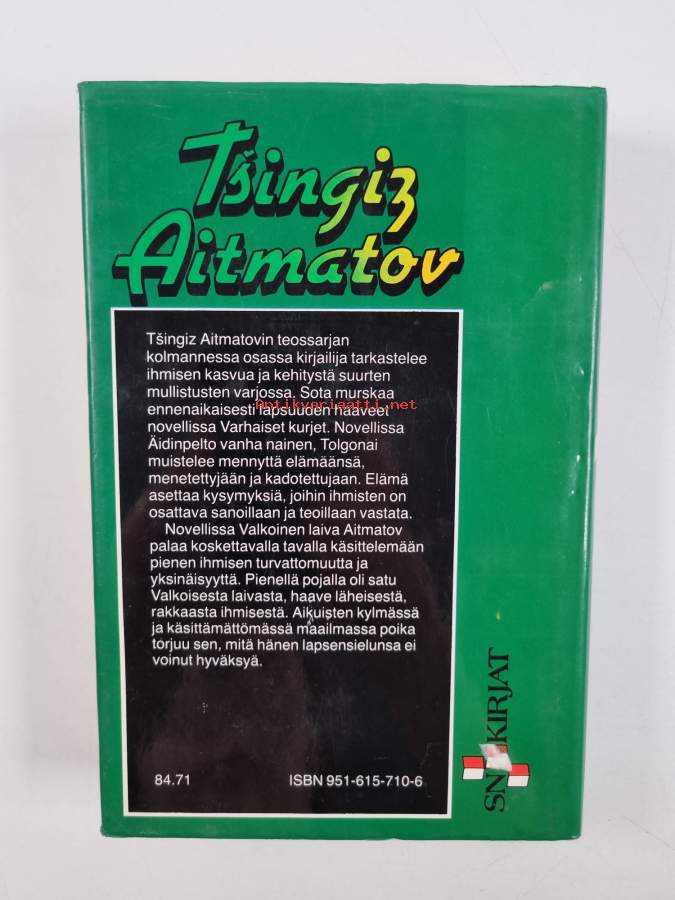 Tšingiz
Aitmatov
Tšingiz Aitmatovin teossarjan
kolmannessa osassa kirjailija tarkastelee
ihmisen kasvua ja kehitystä suurten
mullistusten varjossa. Sota murskaa
Antikvariaatti.net
ennenaikaisesti lapsuuden haaveet
novellissa Varhaiset kurjet. Novellissa
Äidinpelto vanha nainen, Tolgonai
muistelee mennyttä elämäänsä,
menetettyjään ja kadotettujaan. Elämä
asettaa kysymyksiä, joihin ihmisten on
osattava sanoillaan ja teoillaan vastata.
Novellissa Valkoinen laiva Aitmatov
palaa koskettavalla tavalla käsittelemään
pienen ihmisen turvattomuutta ja
yksinäisyyttä. Pienellä pojalla oli satu
Valkoisesta laivasta, haave läheisestä,
rakkaasta ihmisestä. Aikuisten kylmässä
ja käsittämättömässä maailmassa poika
torjuu sen, mitä hänen lapsensielunsa ei
voinut hyväksyä.
84.71
ISBN 951-615-710-6
SN KIRJAT